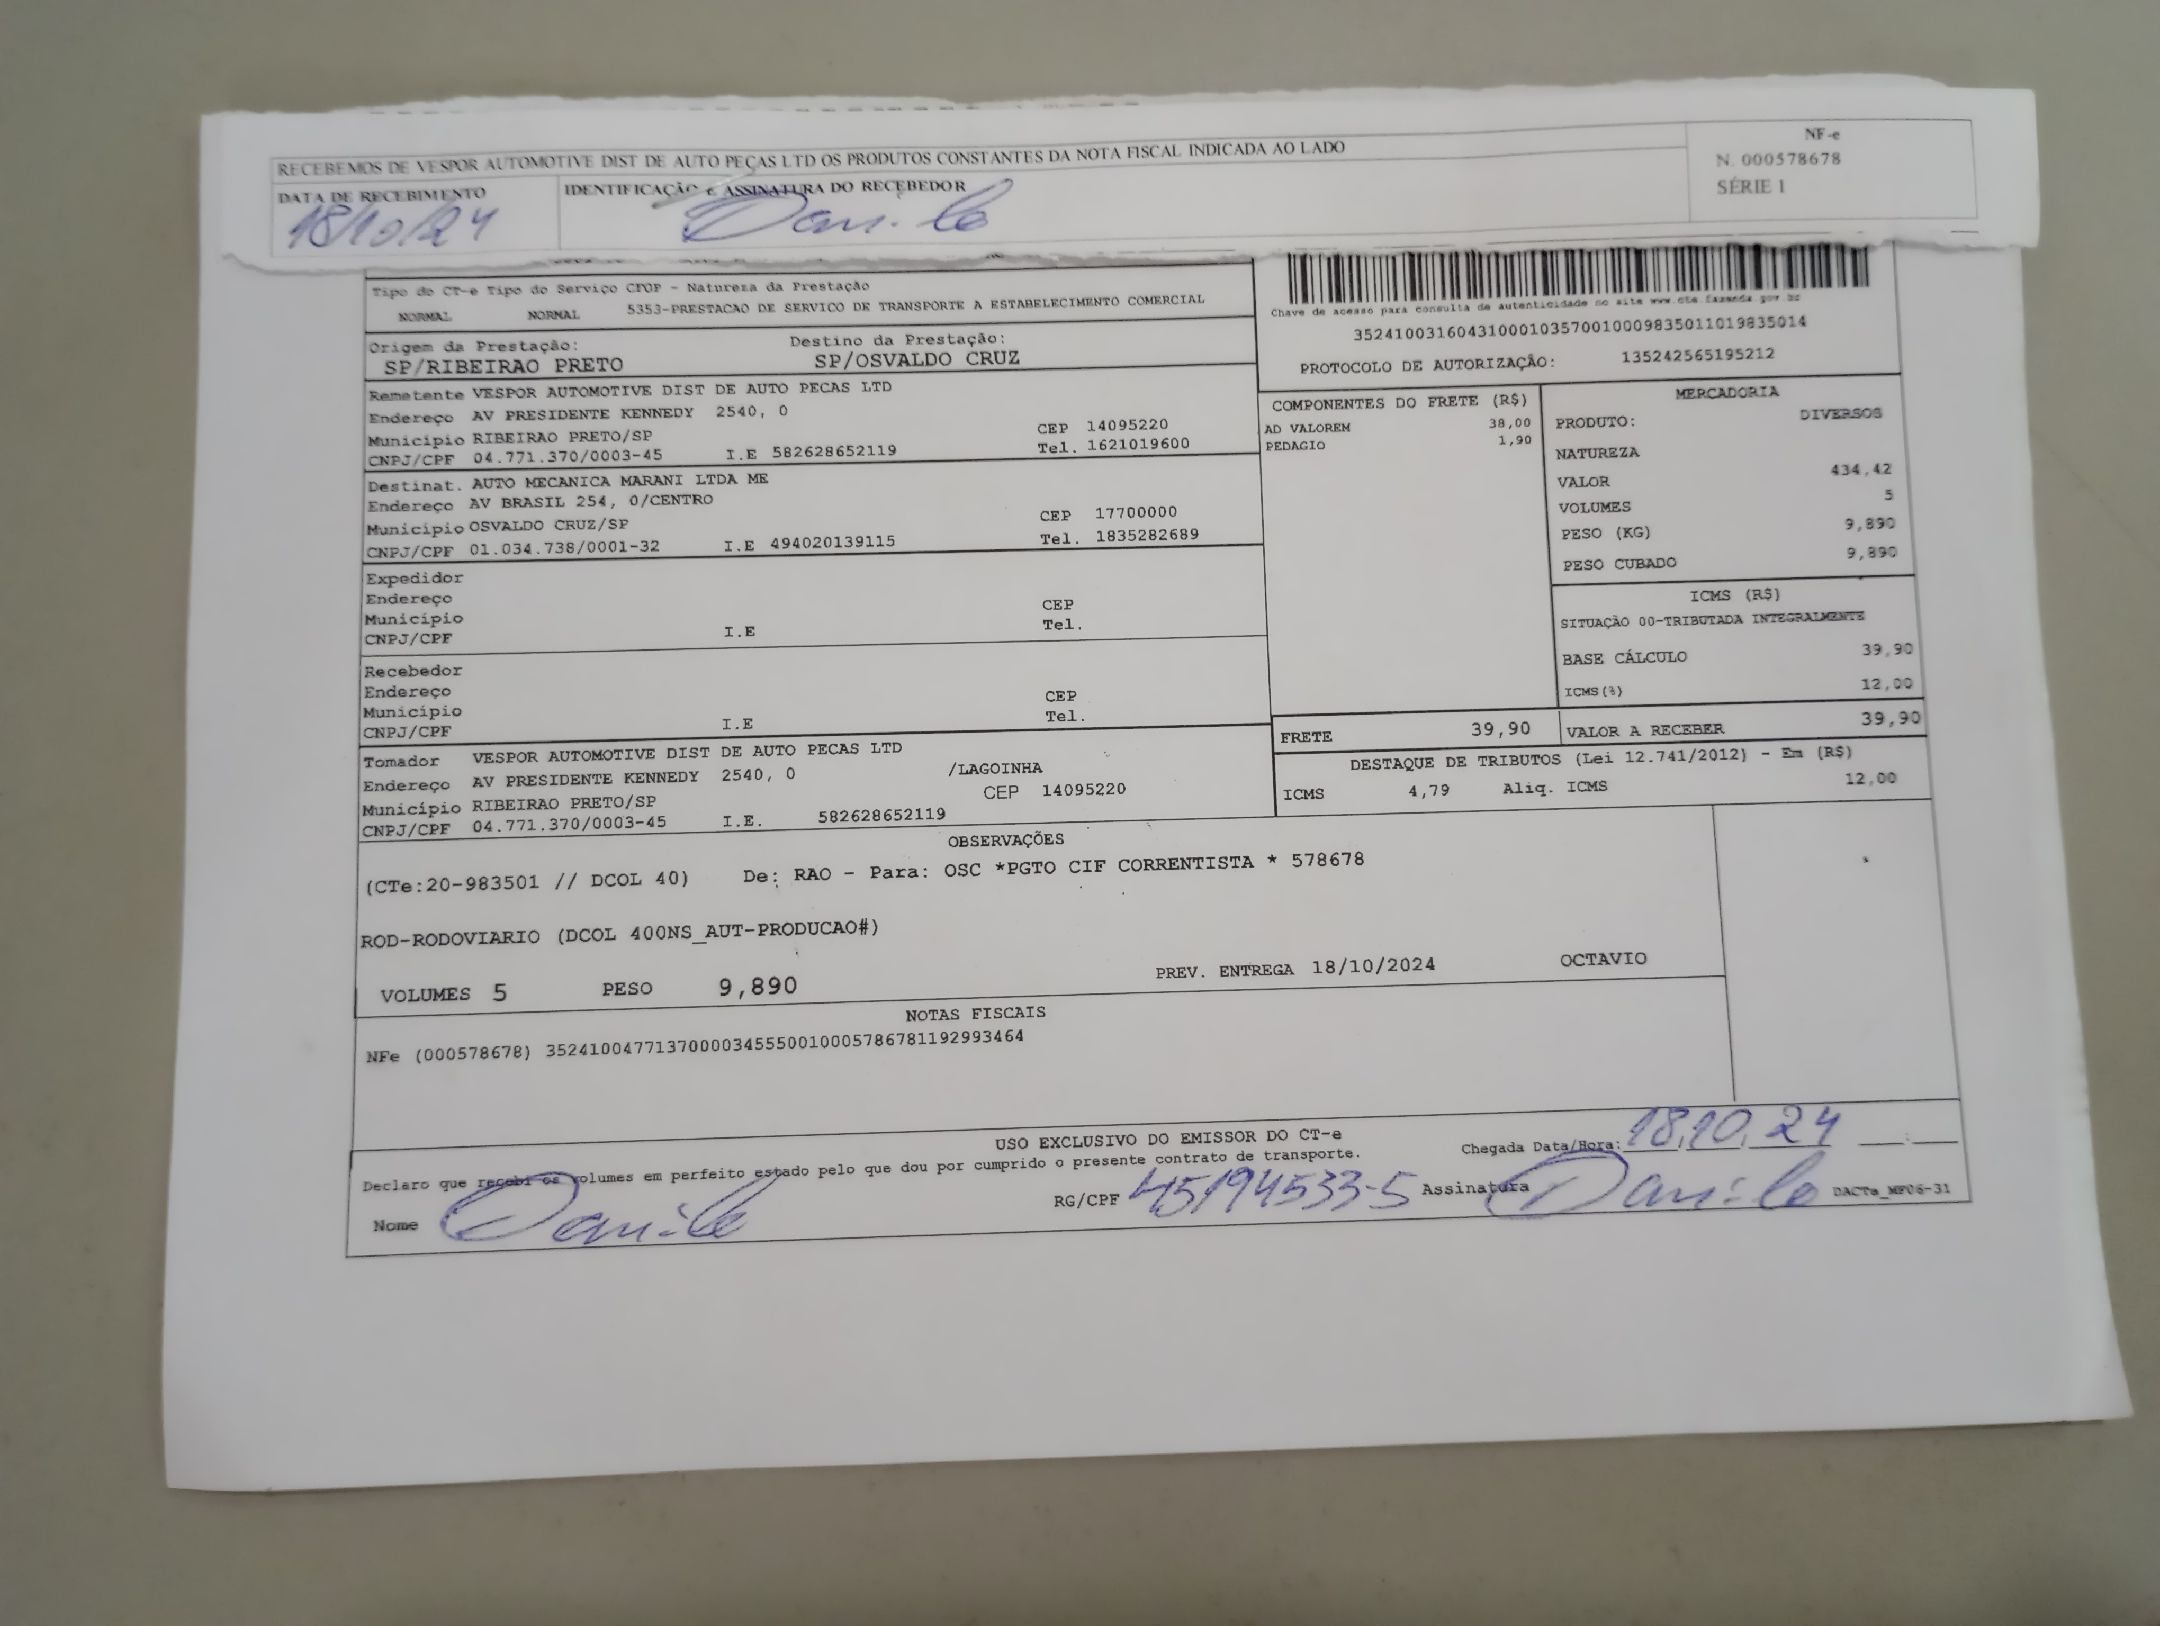 RECEBEMOS DE VESPOR AUTOMOTIVE DIST DE AUTO PEÇAS LTD OS PRODUTOS CONSTANTES DA NOTA FISCAL INDICADA AO LADO
NF-e
N. 000578678
SÉRIE 1
DATA DE RECEBIMENTO
IDENTIFICAÇÃO e ASSINATURA DO RECEBEDOR
18/10/24
Danilo
Tipo do CT-e Tipo do Serviço CFOP - Natureza da Prestação
NORMAL NORMAL 5353-PRESTACAO DE SERVICO DE TRANSPORTE A ESTABELECIMENTO COMERCIAL
Chave de acesso para consulta de autenticidade no site www.cte.fazenda.gov.br
35241003160431000103570010009835011019835014
PROTOCOLO DE AUTORIZAÇÃO: 135242565195212
Origem da Prestação: Destino da Prestação:
SP/RIBEIRAO PRETO SP/OSVALDO CRUZ
Remetente VESPOR AUTOMOTIVE DIST DE AUTO PECAS LTD
Endereço AV PRESIDENTE KENNEDY 2540, 0
Município RIBEIRAO PRETO/SP CEP 14095220
CNPJ/CPF 04.771.370/0003-45 I.E 582628652119 Tel. 1621019600
Destinat. AUTO MECANICA MARANI LTDA ME
Endereço AV BRASIL 254, 0/CENTRO
Município OSVALDO CRUZ/SP CEP 17700000
CNPJ/CPF 01.034.738/0001-32 I.E 494020139115 Tel. 1835282689
Expedidor
Endereço
Município CEP
CNPJ/CPF I.E Tel.
Recebedor
Endereço
Município CEP
CNPJ/CPF I.E Tel.
Tomador VESPOR AUTOMOTIVE DIST DE AUTO PECAS LTD
Endereço AV PRESIDENTE KENNEDY 2540, 0 /LAGOINHA
Município RIBEIRAO PRETO/SP CEP 14095220
CNPJ/CPF 04.771.370/0003-45 I.E. 582628652119
COMPONENTES DO FRETE (R$)
AD VALOREM 38,00
PEDAGIO 1,90
MERCADORIA
PRODUTO: DIVERSOS
NATUREZA
VALOR 434,42
VOLUMES 5
PESO (KG) 9,890
PESO CUBADO 9,890
ICMS (R$)
SITUAÇÃO 00-TRIBUTADA INTEGRALMENTE
BASE CÁLCULO 39,90
ICMS(%) 12,00
FRETE 39,90 VALOR A RECEBER 39,90
DESTAQUE DE TRIBUTOS (Lei 12.741/2012) - Em (R$)
ICMS 4,79 Aliq. ICMS 12,00
OBSERVAÇÕES
(CTe:20-983501 // DCOL 40) De: RAO - Para: OSC *PGTO CIF CORRENTISTA * 578678
ROD-RODOVIARIO (DCOL 400NS_AUT-PRODUCAO#)
VOLUMES 5 PESO 9,890 PREV. ENTREGA 18/10/2024 OCTAVIO
NOTAS FISCAIS
NFe (000578678) 35241004771370000345550010005786781192993464
USO EXCLUSIVO DO EMISSOR DO CT-e
Chegada Data/Hora: 18.10.24 ___:___
Declaro que recebi os volumes em perfeito estado pelo que dou por cumprido o presente contrato de transporte.
Nome Danilo RG/CPF 45194533-5 Assinatura Danilo DACTe_MF06-31